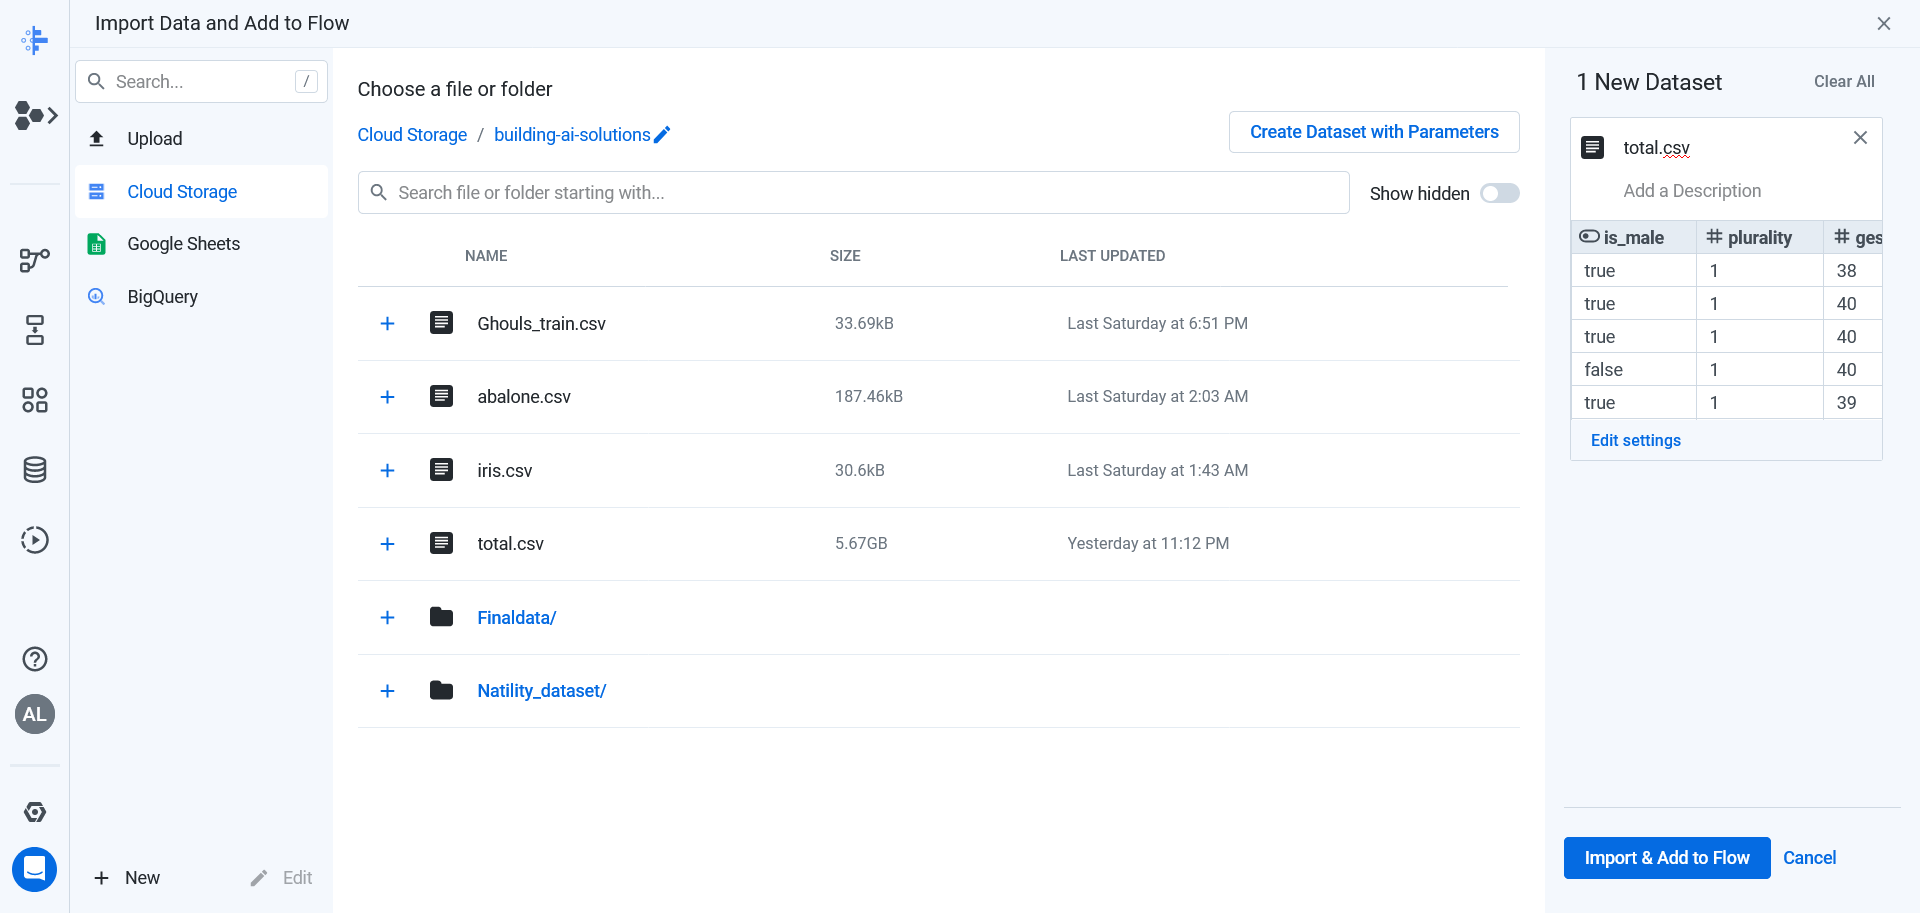 Import Data and Add to Flow
Search... /
Upload
Cloud Storage
Google Sheets
BigQuery
AL
New
Edit
Choose a file or folder
Cloud Storage / building-ai-solutions
Create Dataset with Parameters
Search file or folder starting with...
Show hidden
NAME SIZE LAST UPDATED
Ghouls_train.csv 33.69kB Last Saturday at 6:51 PM
abalone.csv 187.46kB Last Saturday at 2:03 AM
iris.csv 30.6kB Last Saturday at 1:43 AM
total.csv 5.67GB Yesterday at 11:12 PM
Finaldata/
Natility_dataset/
1 New Dataset Clear All
total.csv
Add a Description
is_male # plurality # ges
true 1 38
true 1 40
true 1 40
false 1 40
true 1 39
Edit settings
Import & Add to Flow Cancel